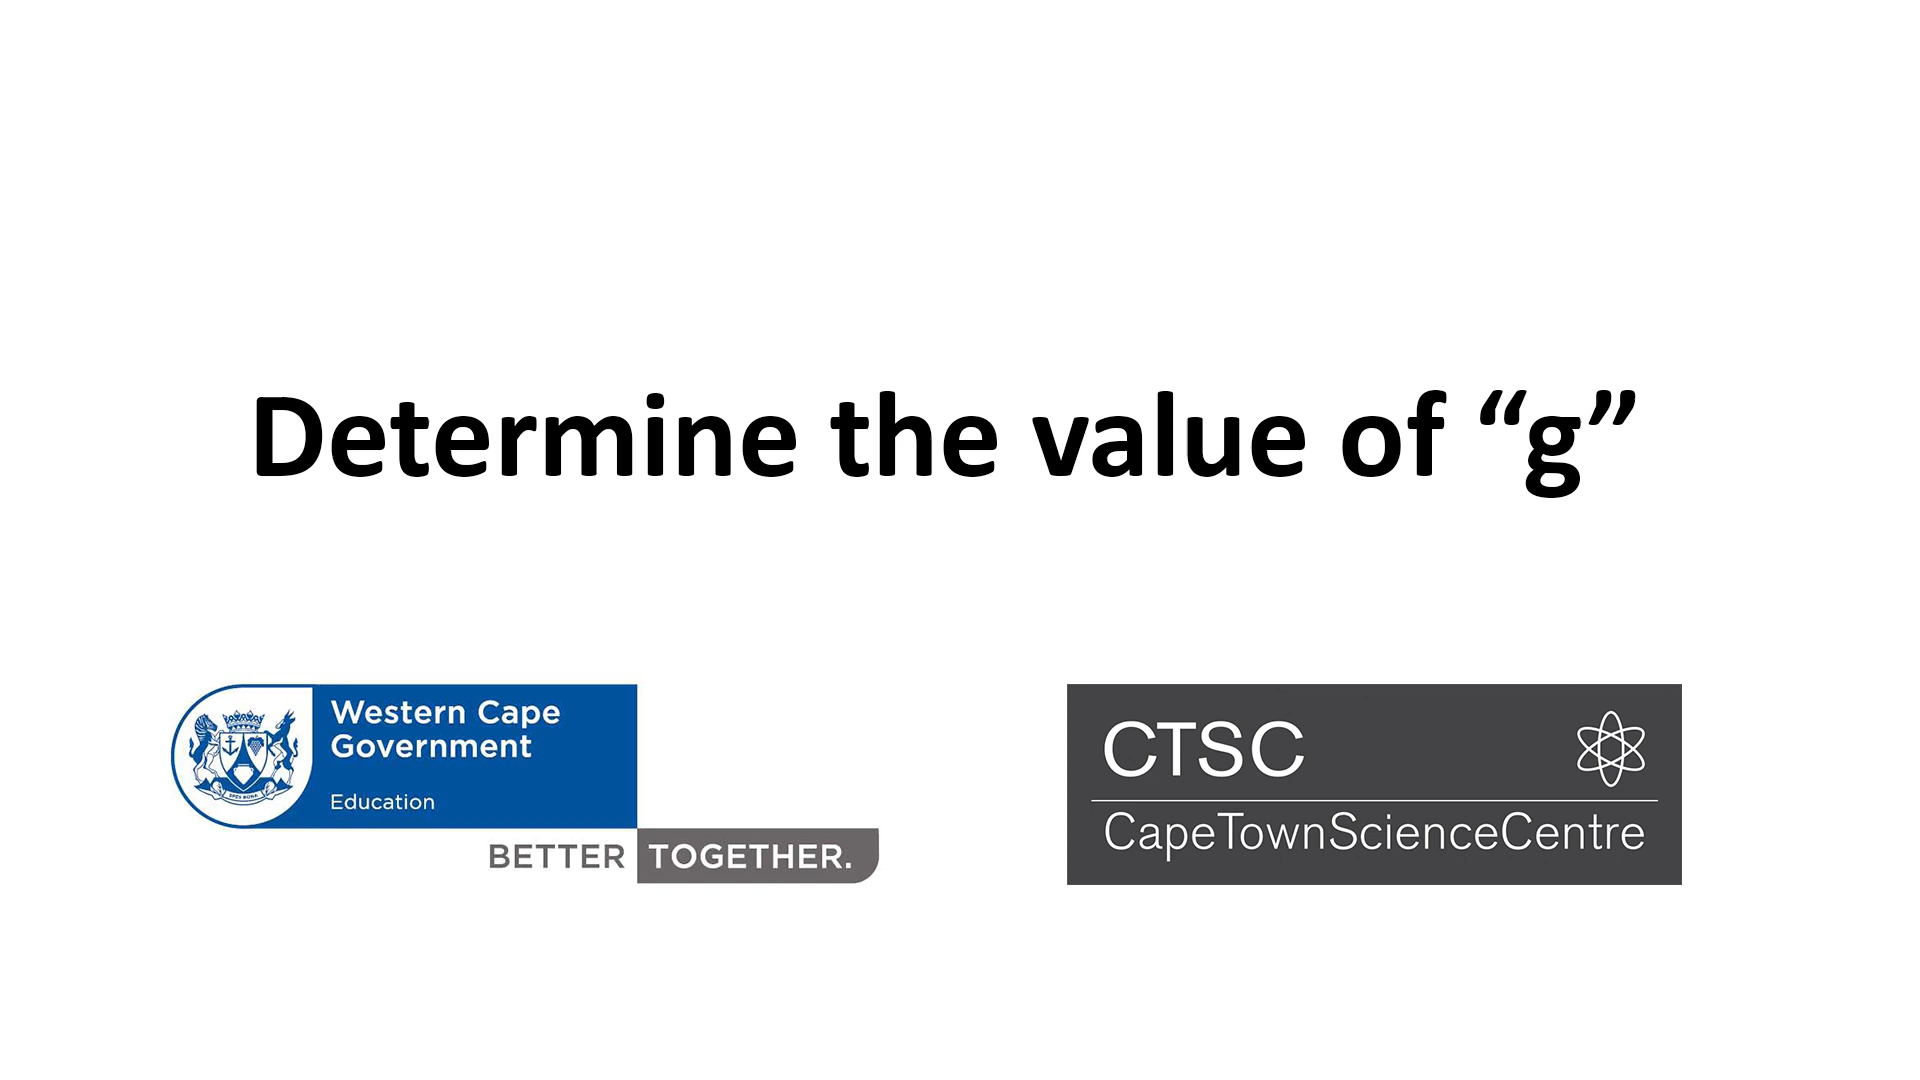 Determine the value of “g”
Western Cape
Government
Education
BETTER TOGETHER.
CTSC
CapeTownScienceCentre